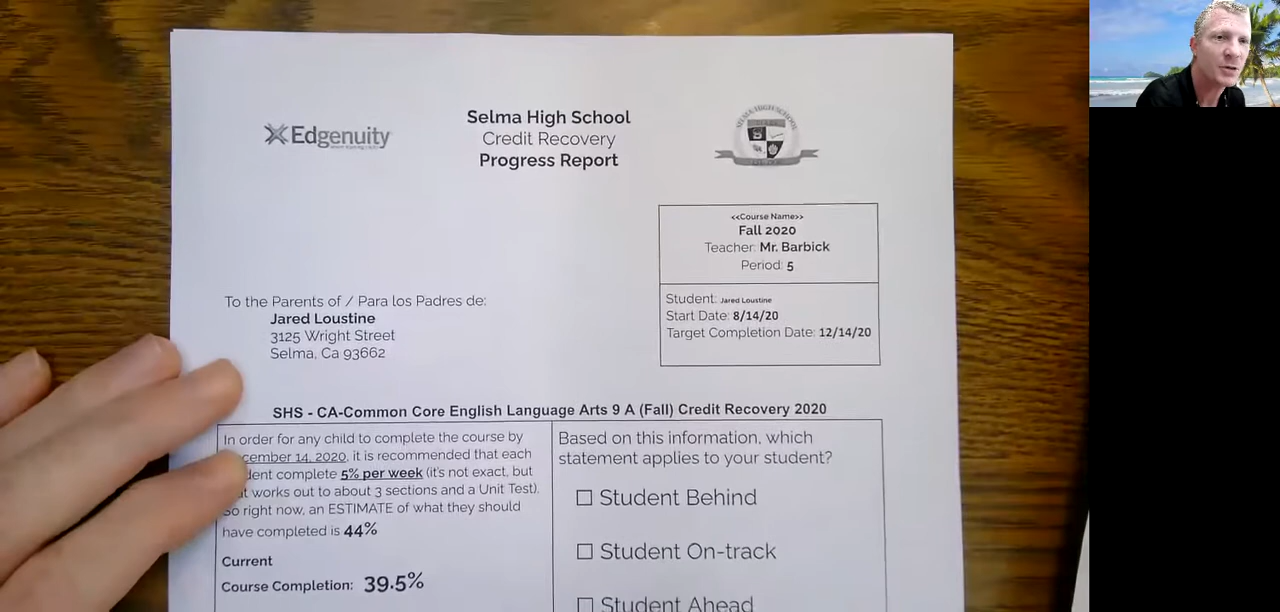 Edgenuity
Selma High School
Credit Recovery
Progress Report
SELMA HIGH SCHOOL
<<Course Name>>
Fall 2020
Teacher: Mr. Barbick
Period: 5
Student: Jared Loustine
Start Date: 8/14/20
Target Completion Date: 12/14/20
To the Parents of / Para los Padres de:
Jared Loustine
3125 Wright Street
Selma, Ca 93662
SHS - CA-Common Core English Language Arts 9 A (Fall) Credit Recovery 2020
In order for any child to complete the course by
cember 14, 2020, it is recommended that each
dent complete 5% per week (it's not exact, but
it works out to about 3 sections and a Unit Test).
So right now, an ESTIMATE of what they should
have completed is 44%
Current
Course Completion: 39.5%
Based on this information, which
statement applies to your student?
☐ Student Behind
☐ Student On-track
☐ Student Ahead